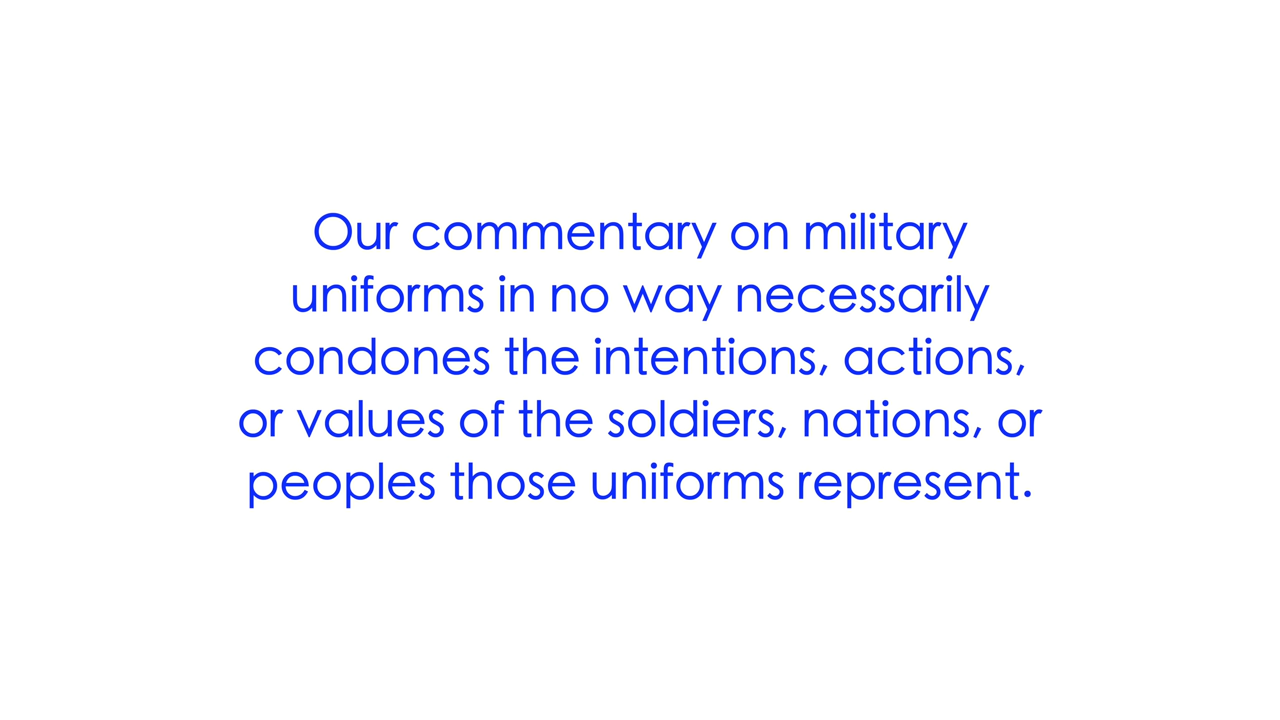 Our commentary on military
uniforms in no way necessarily
condones the intentions, actions,
or values of the soldiers, nations, or
peoples those uniforms represent.